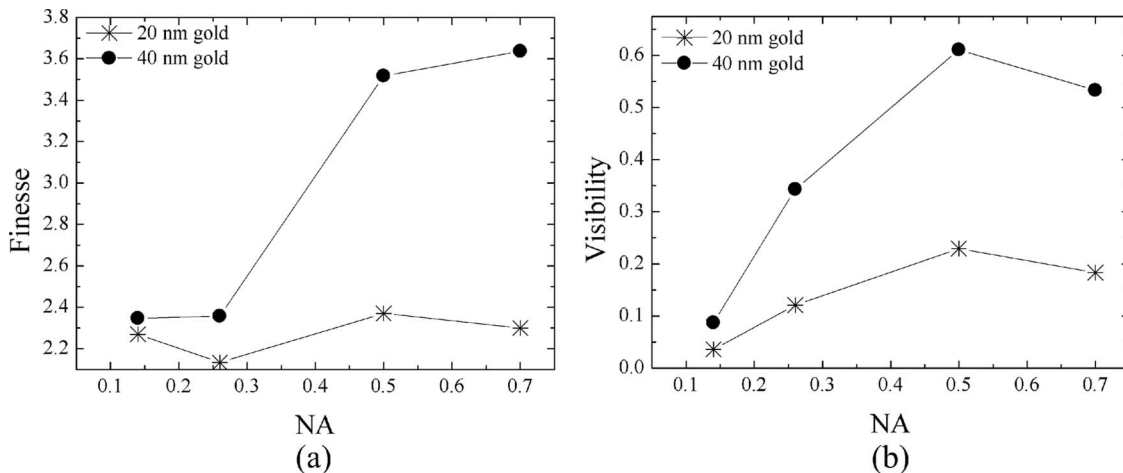 20 nm gold
40 nm gold
3.8
3.6
3.4
3.2
3.0
2.8
2.6
2.4
2.2
Finesse
0.1 0.2 0.3 0.4 0.5 0.6 0.7
NA
(a)
20 nm gold
40 nm gold
0.6
0.5
0.4
0.3
0.2
0.1
0.0
Visibility
0.1 0.2 0.3 0.4 0.5 0.6 0.7
NA
(b)